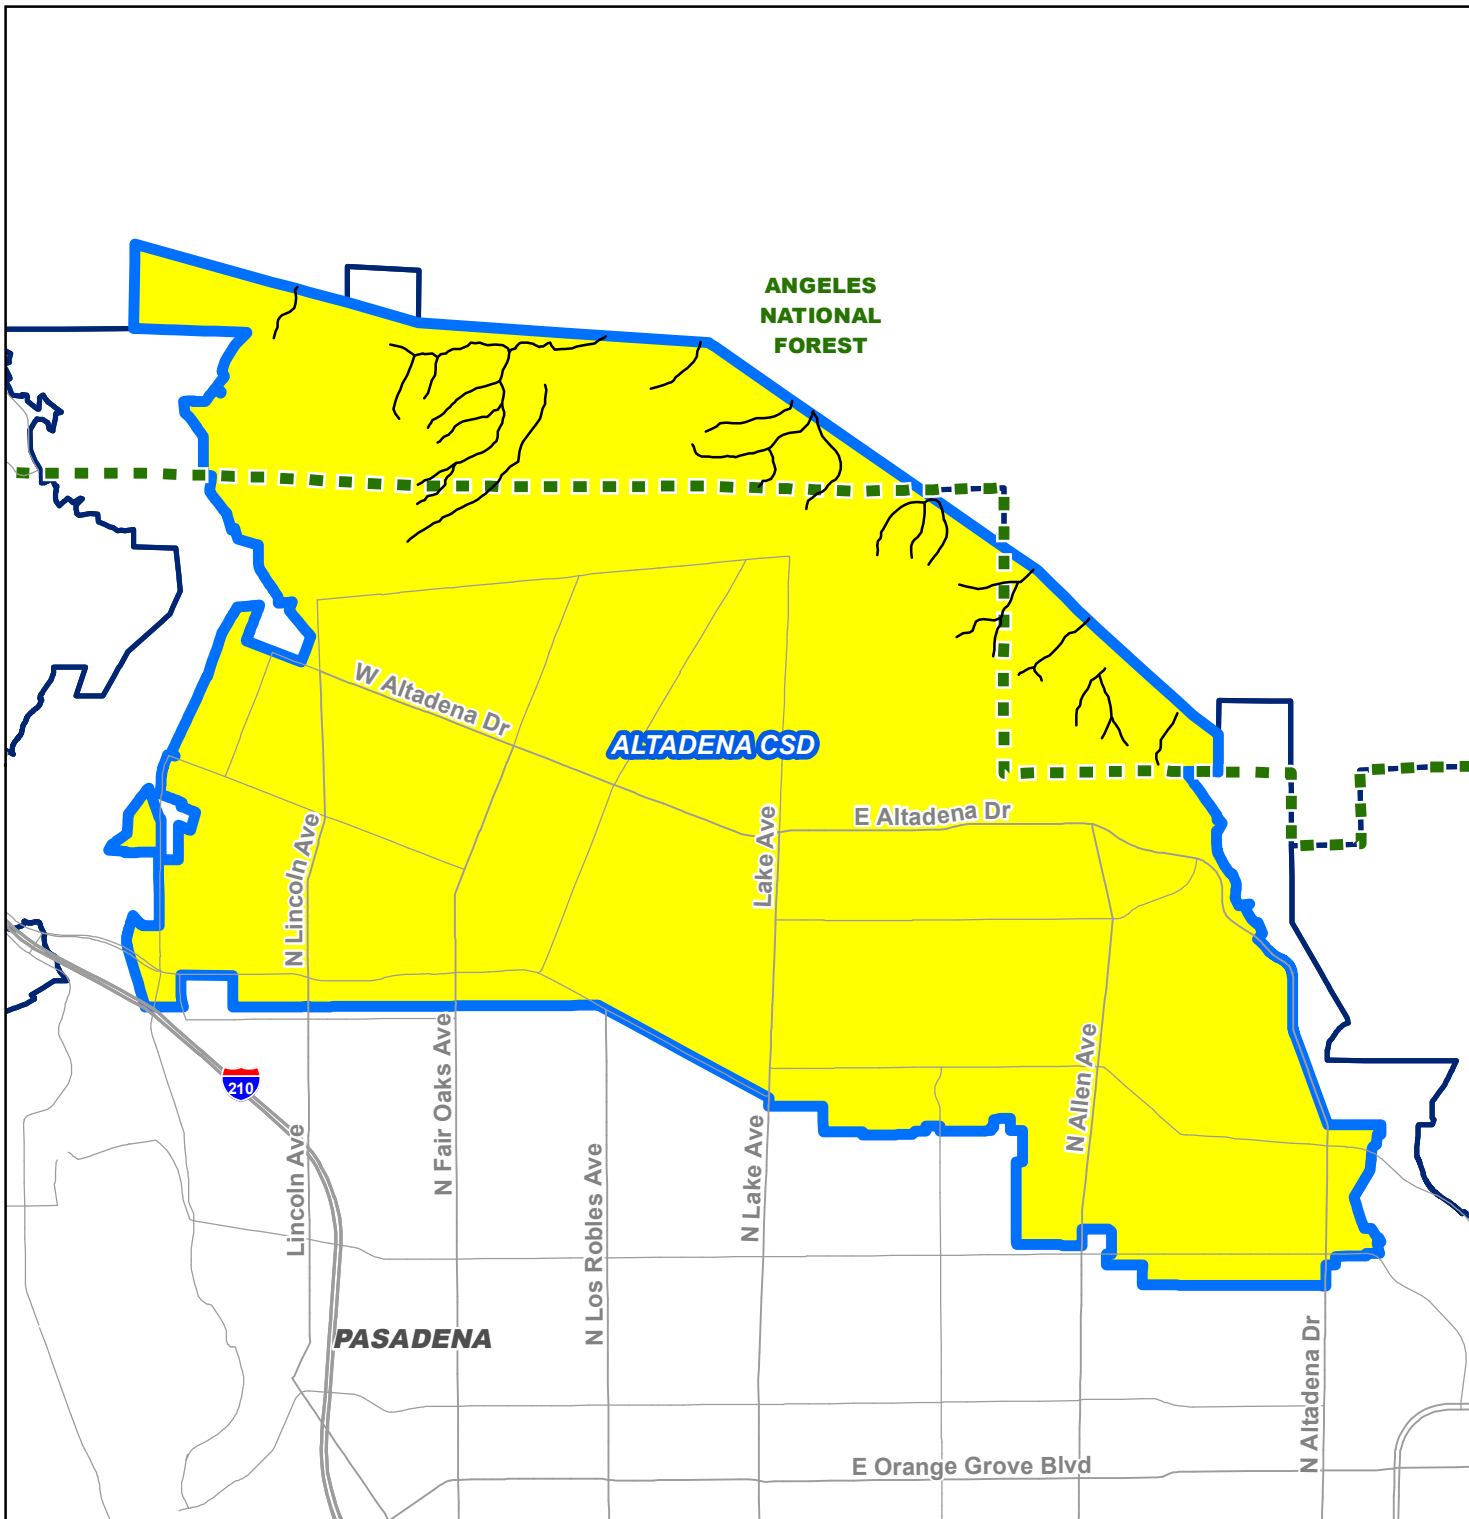 ANGELES
NATIONAL
FOREST
W Altadena Dr
ALTADENA CSD
E Altadena Dr
Lake Ave
N Lincoln Ave
N Allen Ave
210
N Fair Oaks Ave
Lincoln Ave
N Los Robles Ave
N Lake Ave
PASADENA
N Altadena Dr
E Orange Grove Blvd